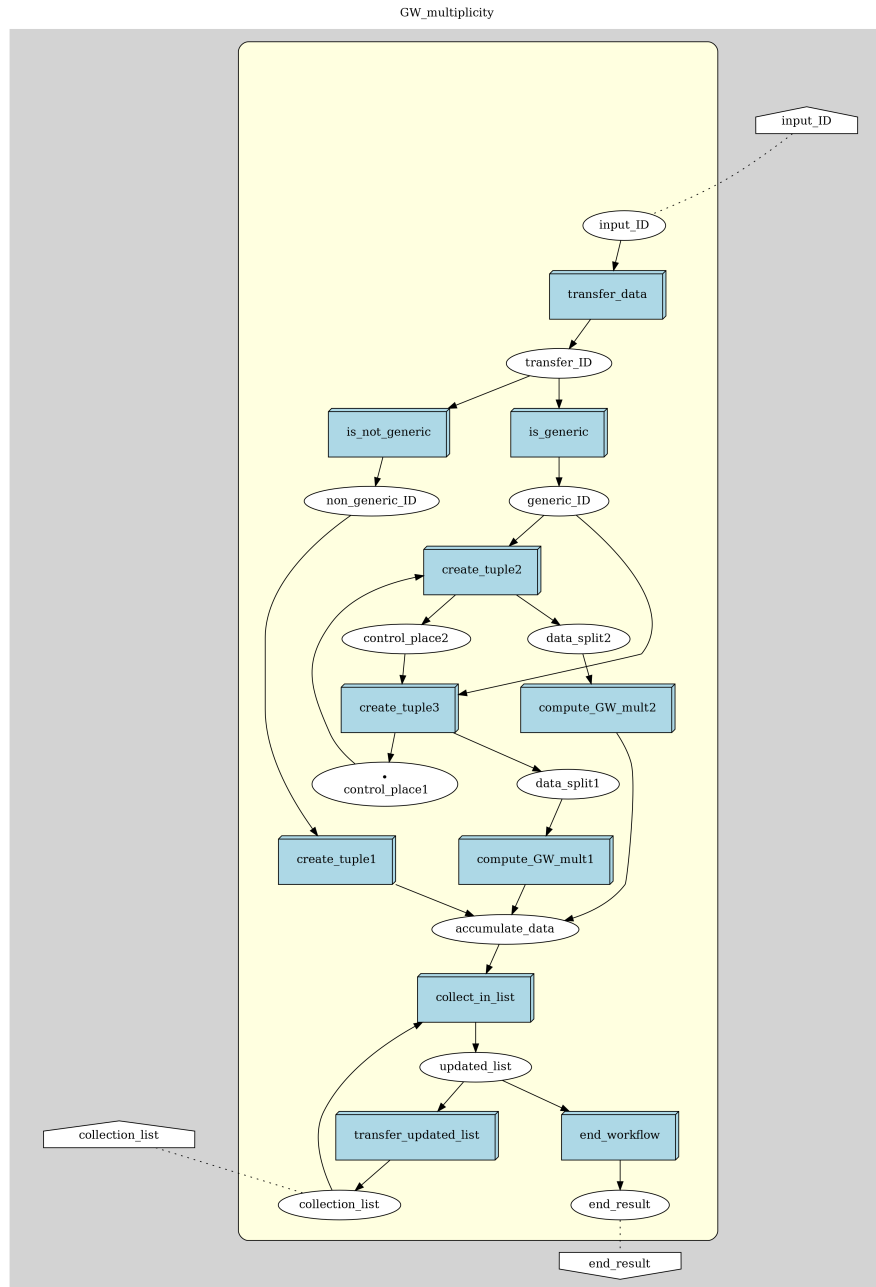 GW_multiplicity
input_ID
input_ID
transfer_data
transfer_ID
is_not_generic
is_generic
non_generic_ID
generic_ID
create_tuple2
control_place2
data_split2
create_tuple3
compute_GW_mult2
control_place1
data_split1
create_tuple1
compute_GW_mult1
accumulate_data
collect_in_list
updated_list
collection_list
transfer_updated_list
end_workflow
collection_list
end_result
end_result